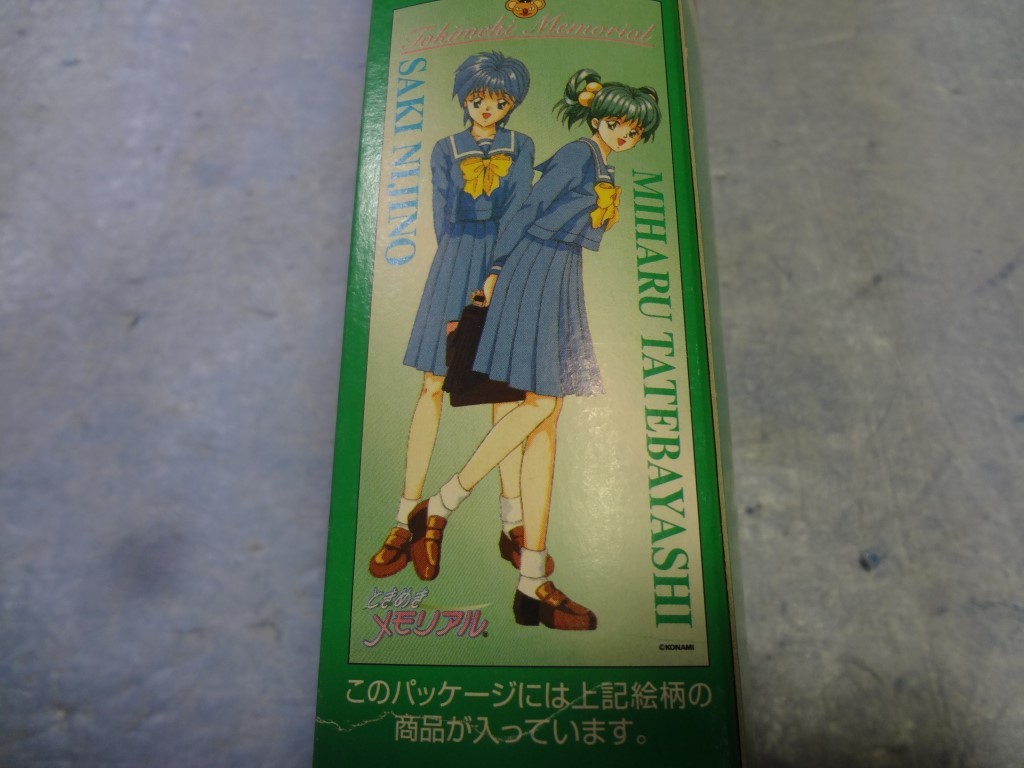 Tokimeki Memorial
SAKI NIJINO
MIHARU TATEBAYASHI
ときめき
メモリアル
©KONAMI
このパッケージには上記絵柄の
商品が入っています。